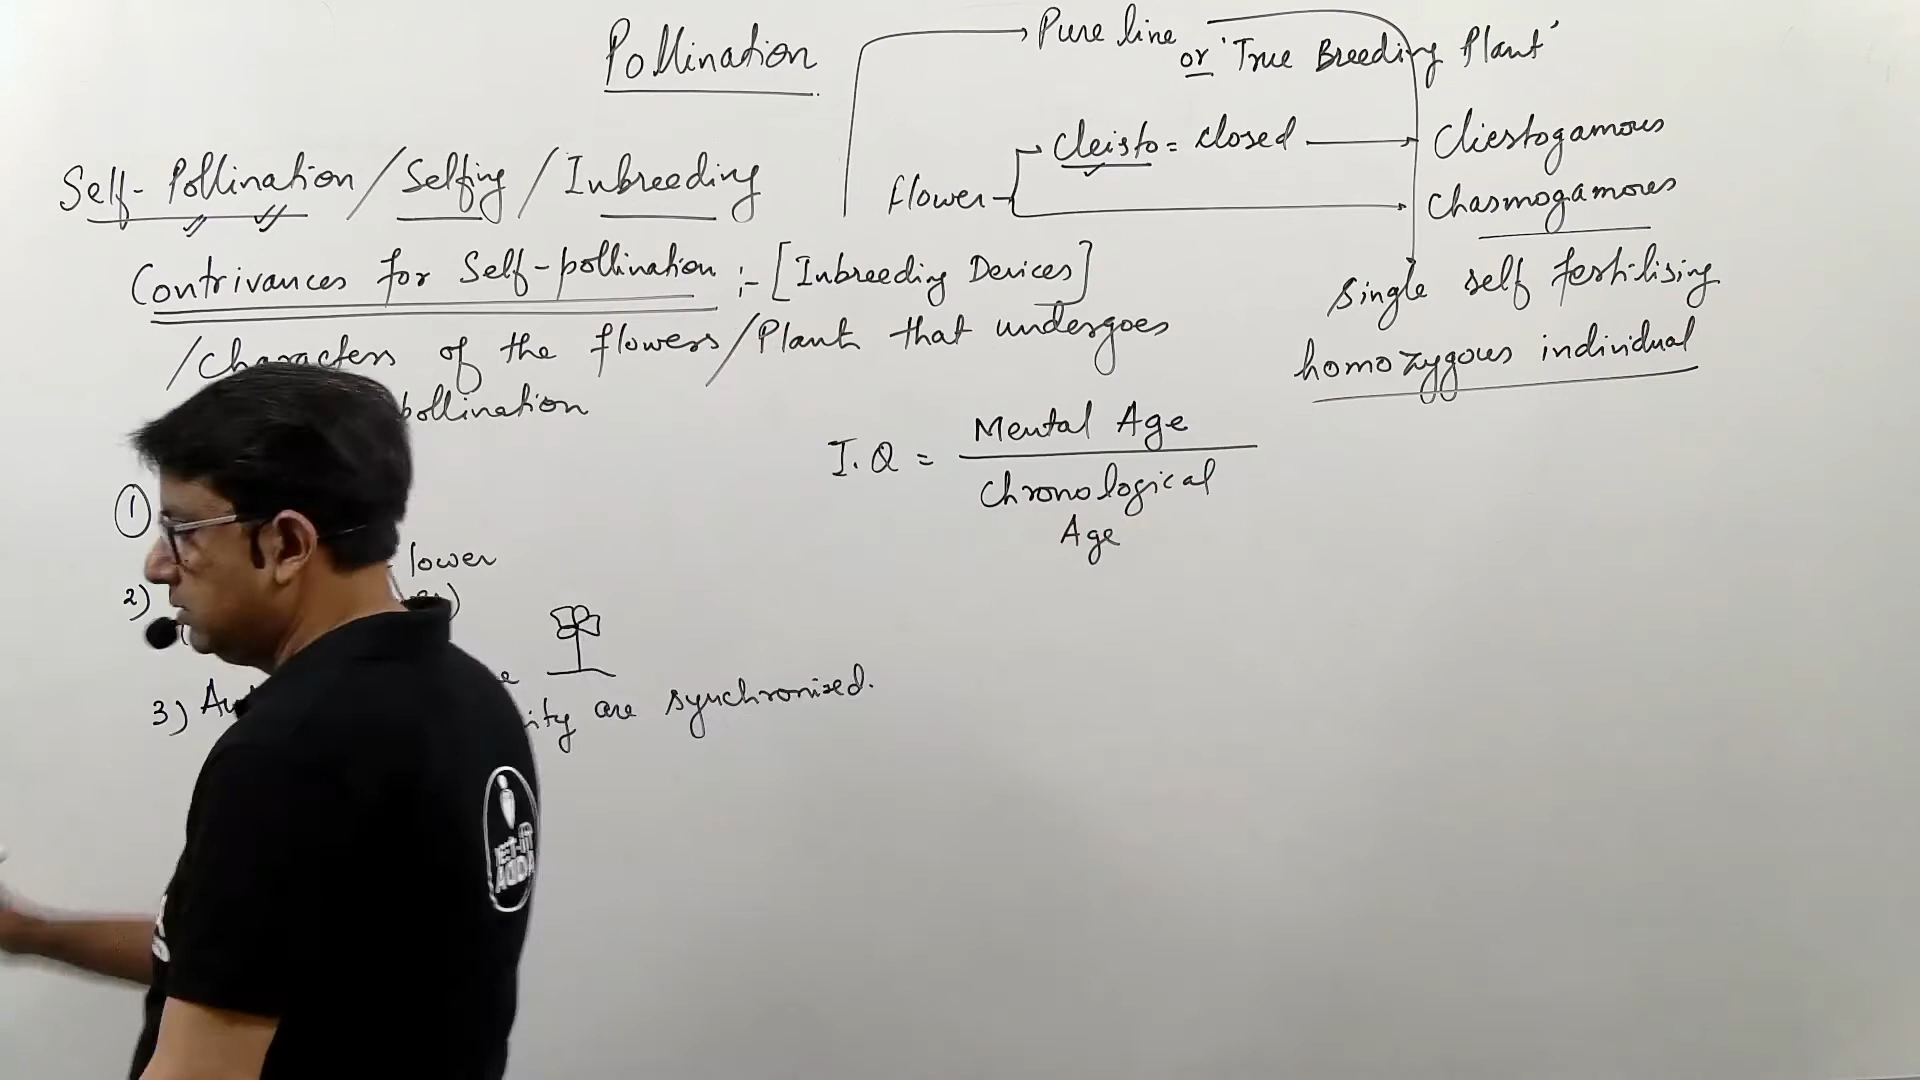 Pollination
Pure line
or 'True Breeding Plant'
Cleisto = closed
Cliestogamous
Self-Pollination / Selfing / Inbreeding
flower
Chasmogamous
Contrivances for Self-pollination :- [Inbreeding Devices]
Single self fertilising
/Characters of the flowers/Plant that undergoes
homozygous individual
pollination
I.Q = Mental Age
Chronological
Age
1
lower
2)
3)
ity are synchronised.